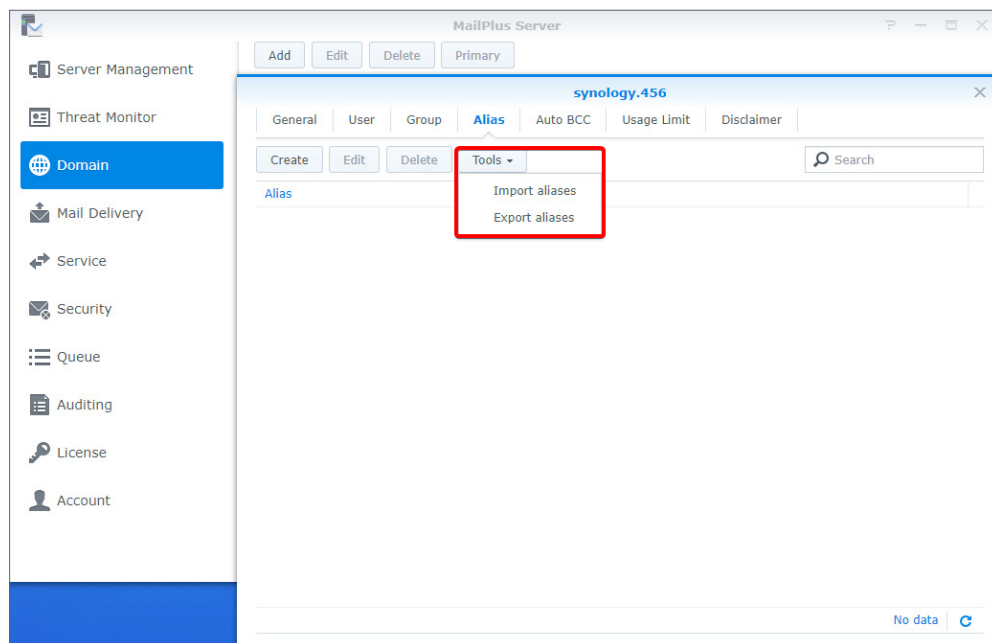 MailPlus Server
Server Management
Threat Monitor
Domain
Mail Delivery
Service
Security
Queue
Auditing
License
Account
Add Edit Delete Primary
synology.456
General User Group Alias Auto BCC Usage Limit Disclaimer
Create Edit Delete Tools Search
Import aliases
Export aliases
Alias
No data